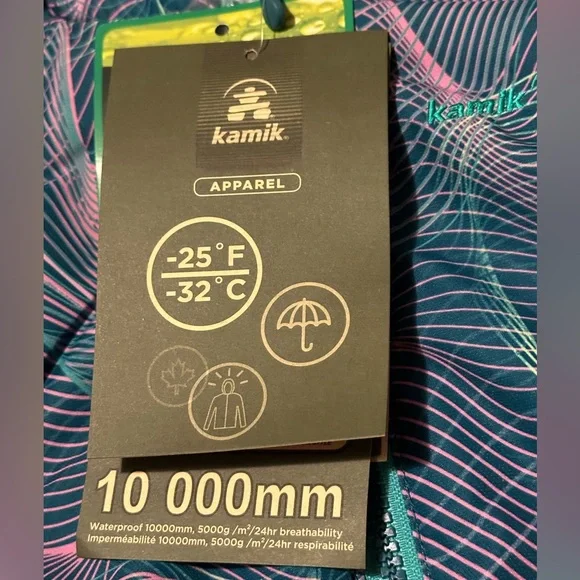 kamik
kamik
APPAREL
-25°F
-32°C
10 000mm
Waterproof 10000mm, 5000g /m²/24hr breathability
Imperméabilité 10000mm, 5000g /m²/24hr respirabilité